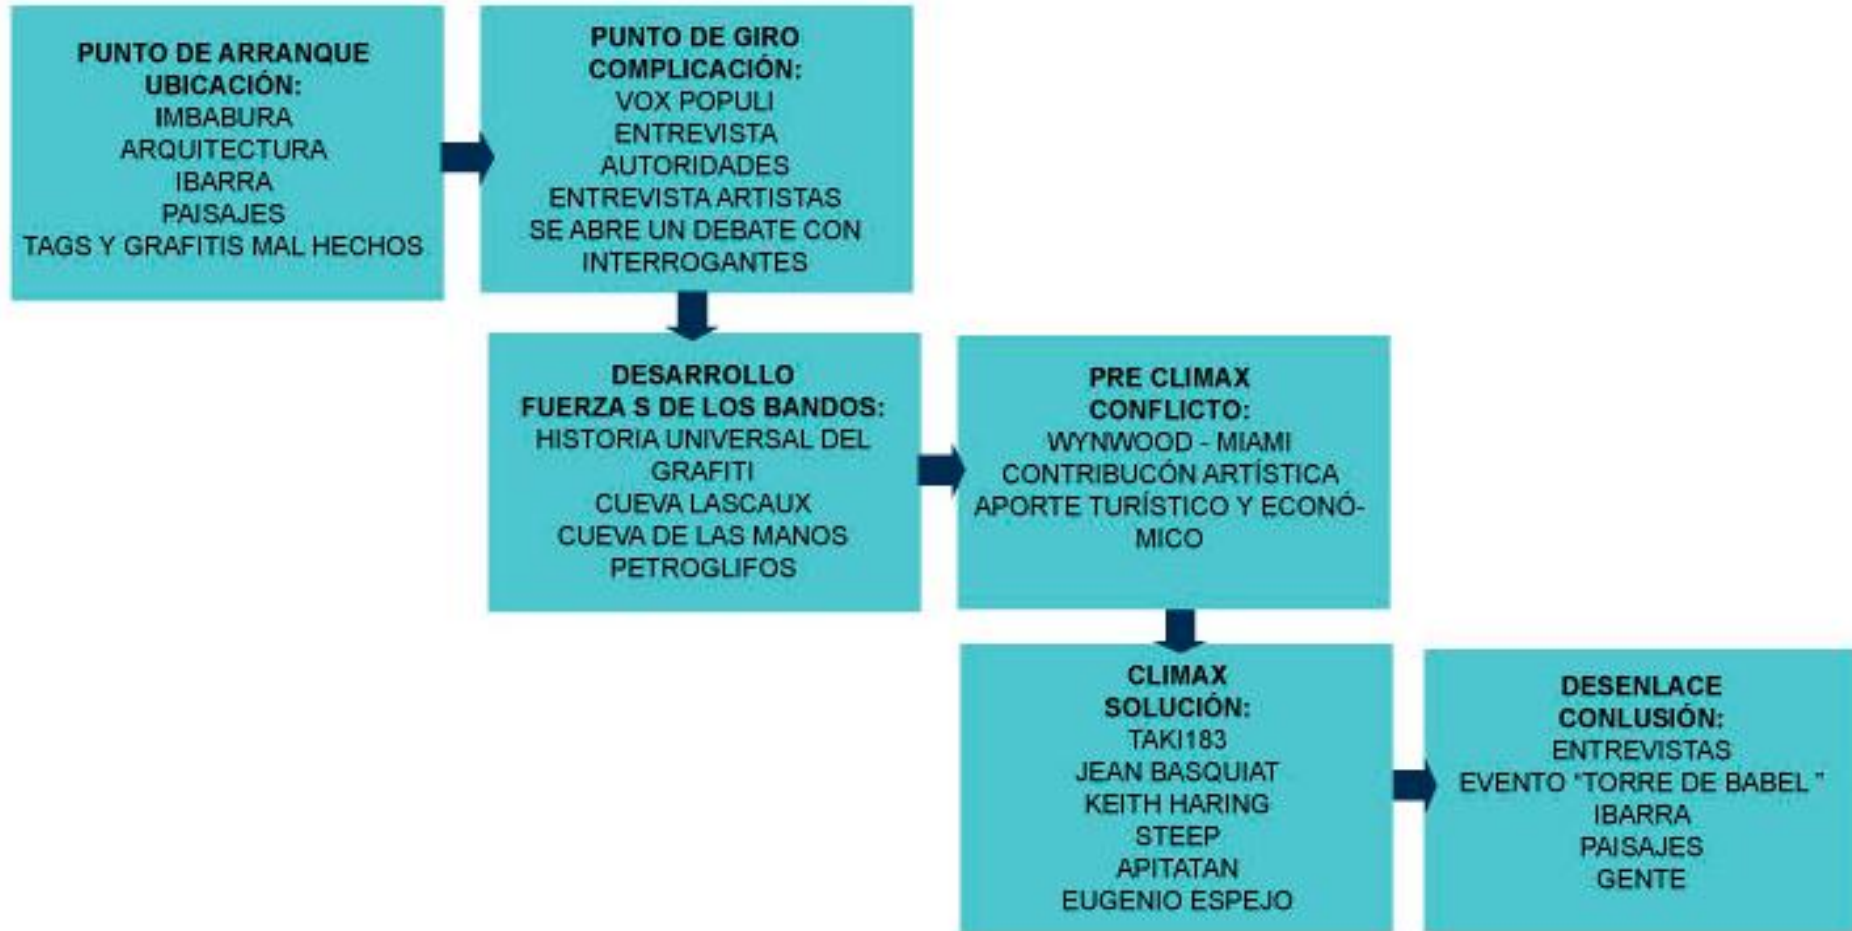 PUNTO DE ARRANQUE
UBICACIÓN:
IMBABURA
ARQUITECTURA
IBARRA
PAISAJES
TAGS Y GRAFITIS MAL HECHOS
PUNTO DE GIRO
COMPLICACIÓN:
VOX POPULI
ENTREVISTA
AUTORIDADES
ENTREVISTA ARTISTAS
SE ABRE UN DEBATE CON
INTERROGANTES
DESARROLLO
FUERZA S DE LOS BANDOS:
HISTORIA UNIVERSAL DEL
GRAFITI
CUEVA LASCAUX
CUEVA DE LAS MANOS
PETROGLIFOS
PRE CLIMAX
CONFLICTO:
WYNWOOD - MIAMI
CONTRIBUCÓN ARTÍSTICA
APORTE TURÍSTICO Y ECONÓ-
MICO
CLIMAX
SOLUCIÓN:
TAKI183
JEAN BASQUIAT
KEITH HARING
STEEP
APITATAN
EUGENIO ESPEJO
DESENLACE
CONLUSIÓN:
ENTREVISTAS
EVENTO “TORRE DE BABEL ”
IBARRA
PAISAJES
GENTE